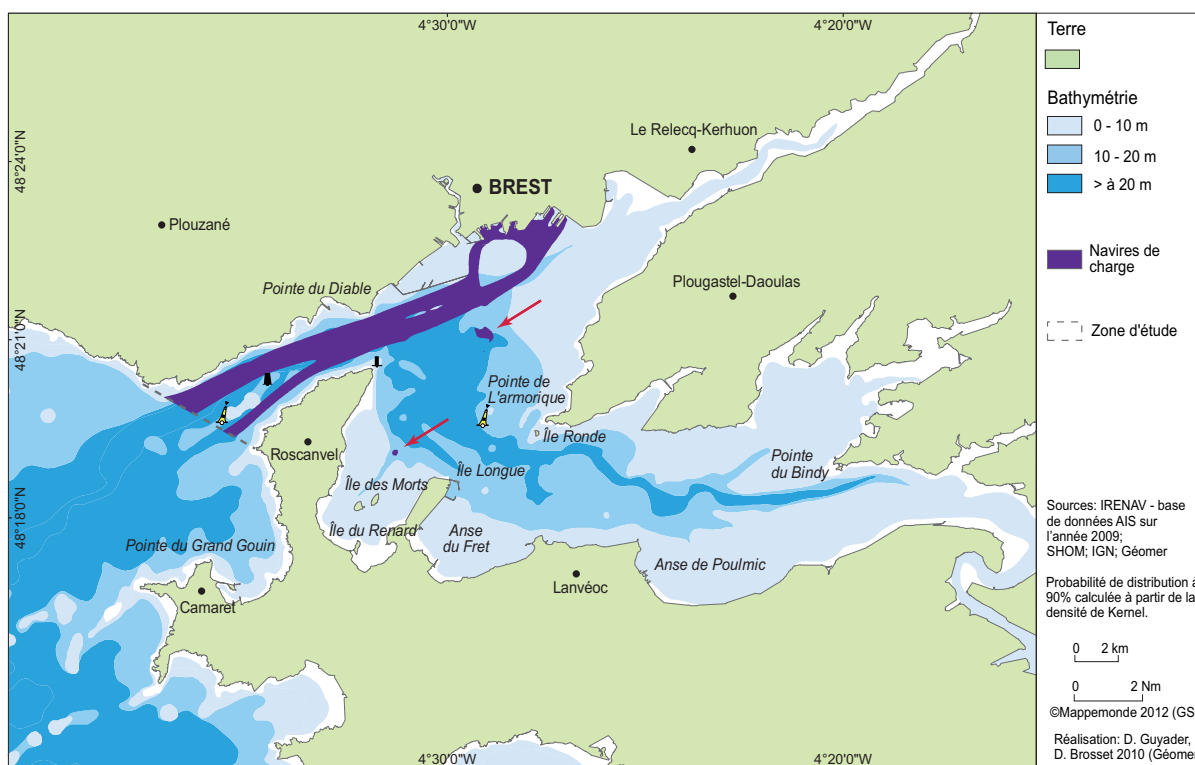 4°30'0"W
4°20'0"W
48°24'0"N
48°21'0"N
48°18'0"N
Le Relecq-Kerhuon
BREST
Plouzané
Plougastel-Daoulas
Pointe du Diable
Pointe de
L'armorique
Île Ronde
Roscanvel
Pointe
du Bindy
Île Longue
Île des Morts
Île du Renard
Anse
du Fret
Pointe du Grand Gouin
Anse de Poulmic
Lanvéoc
Camaret
4°30'0"W
4°20'0"W
Terre
Bathymétrie
0 - 10 m
10 - 20 m
> à 20 m
Navires de
charge
Zone d'étude
Sources: IRENAV - base
de données AIS sur
l'année 2009;
SHOM; IGN; Géomer
Probabilité de distribution à
90% calculée à partir de la
densité de Kernel.
0 2 km
0 2 Nm
©Mappemonde 2012 (GS
Réalisation: D. Guyader,
D. Brosset 2010 (Géomer